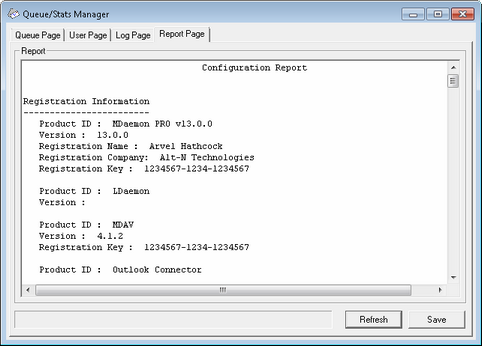 Queue/Stats Manager
Queue Page User Page Log Page Report Page
Report
Configuration Report
Registration Information
------------------------
Product ID : MDaemon PRO v13.0.0
Version : 13.0.0
Registration Name : Arvel Hathcock
Registration Company: Alt-N Technologies
Registration Key : 1234567-1234-1234567
Product ID : LDaemon
Version :
Product ID : MDAV
Version : 4.1.2
Registration Key : 1234567-1234-1234567
Product ID : Outlook Connector
Refresh Save